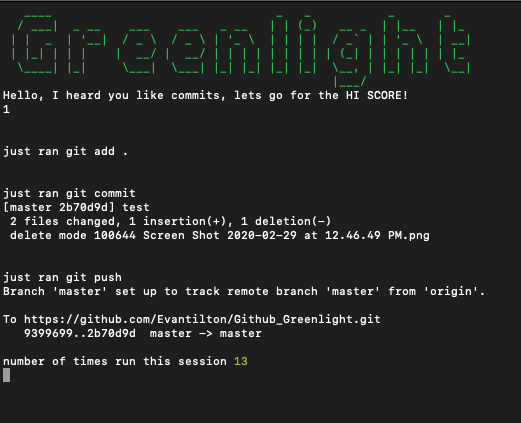 Greenlight
Hello, I heard you like commits, lets go for the HI SCORE!
1
just ran git add .
just ran git commit
[master 2b70d9d] test
2 files changed, 1 insertion(+), 1 deletion(-)
delete mode 100644 Screen Shot 2020-02-29 at 12.46.49 PM.png
just ran git push
Branch 'master' set up to track remote branch 'master' from 'origin'.
To https://github.com/Evantilton/Github_Greenlight.git
9399699..2b70d9d  master -> master
number of times run this session 13